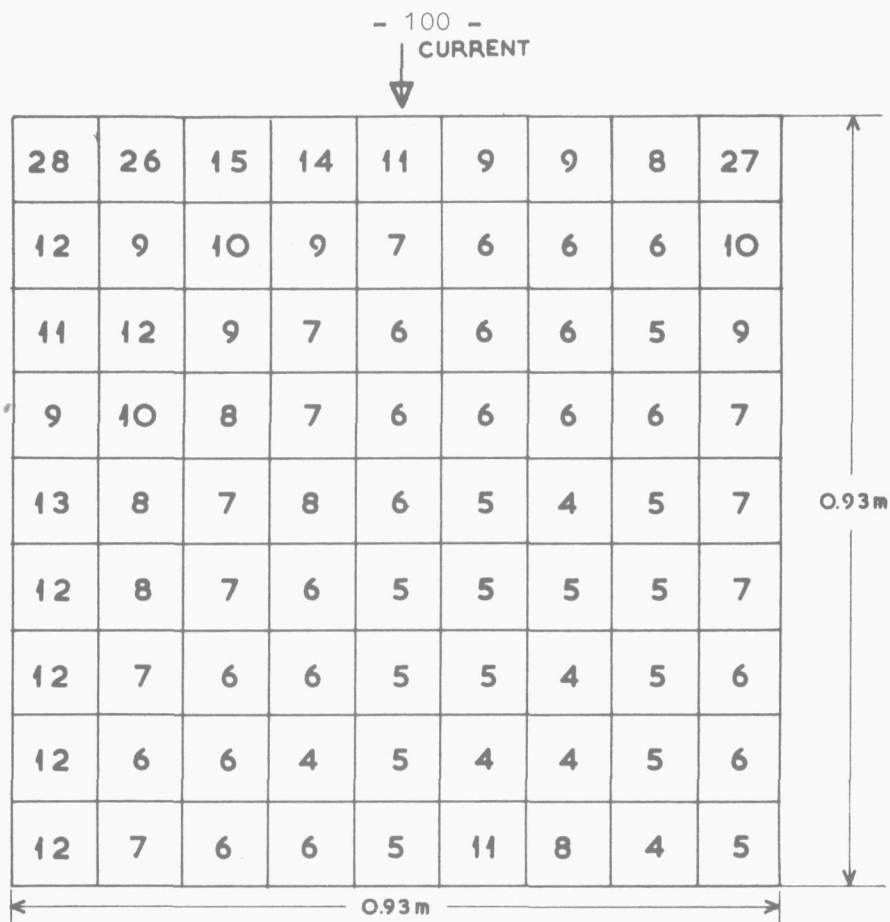 - 100 -
CURRENT
28 26 15 14 11 9 9 8 27
12 9 10 9 7 6 6 6 10
11 12 9 7 6 6 6 5 9
9 10 8 7 6 6 6 6 7
13 8 7 8 6 5 4 5 7
0.93m
12 8 7 6 5 5 5 5 7
12 7 6 6 5 5 4 5 6
12 6 6 4 5 4 4 5 6
12 7 6 6 5 11 8 4 5
0.93m